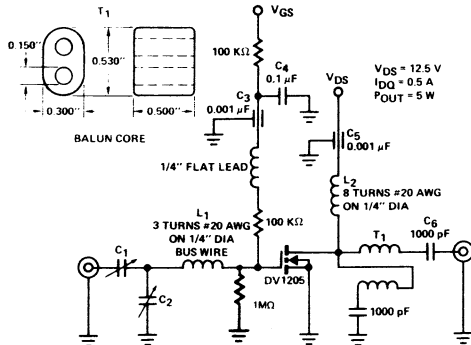 T1
0.150"
0.530"
0.300"
0.500"
BALUN CORE
VGS
100 KΩ
C4
0.1 µF
C3
0.001 µF
1/4" FLAT LEAD
100 KΩ
VDS = 12.5 V
IDQ = 0.5 A
POUT = 5 W
VDS
C5
0.001 µF
L2
8 TURNS #20 AWG
ON 1/4" DIA
L1
3 TURNS #20 AWG
ON 1/4" DIA
BUS WIRE
C1
C2
1MΩ
DV1205
T1
C6
1000 pF
1000 pF